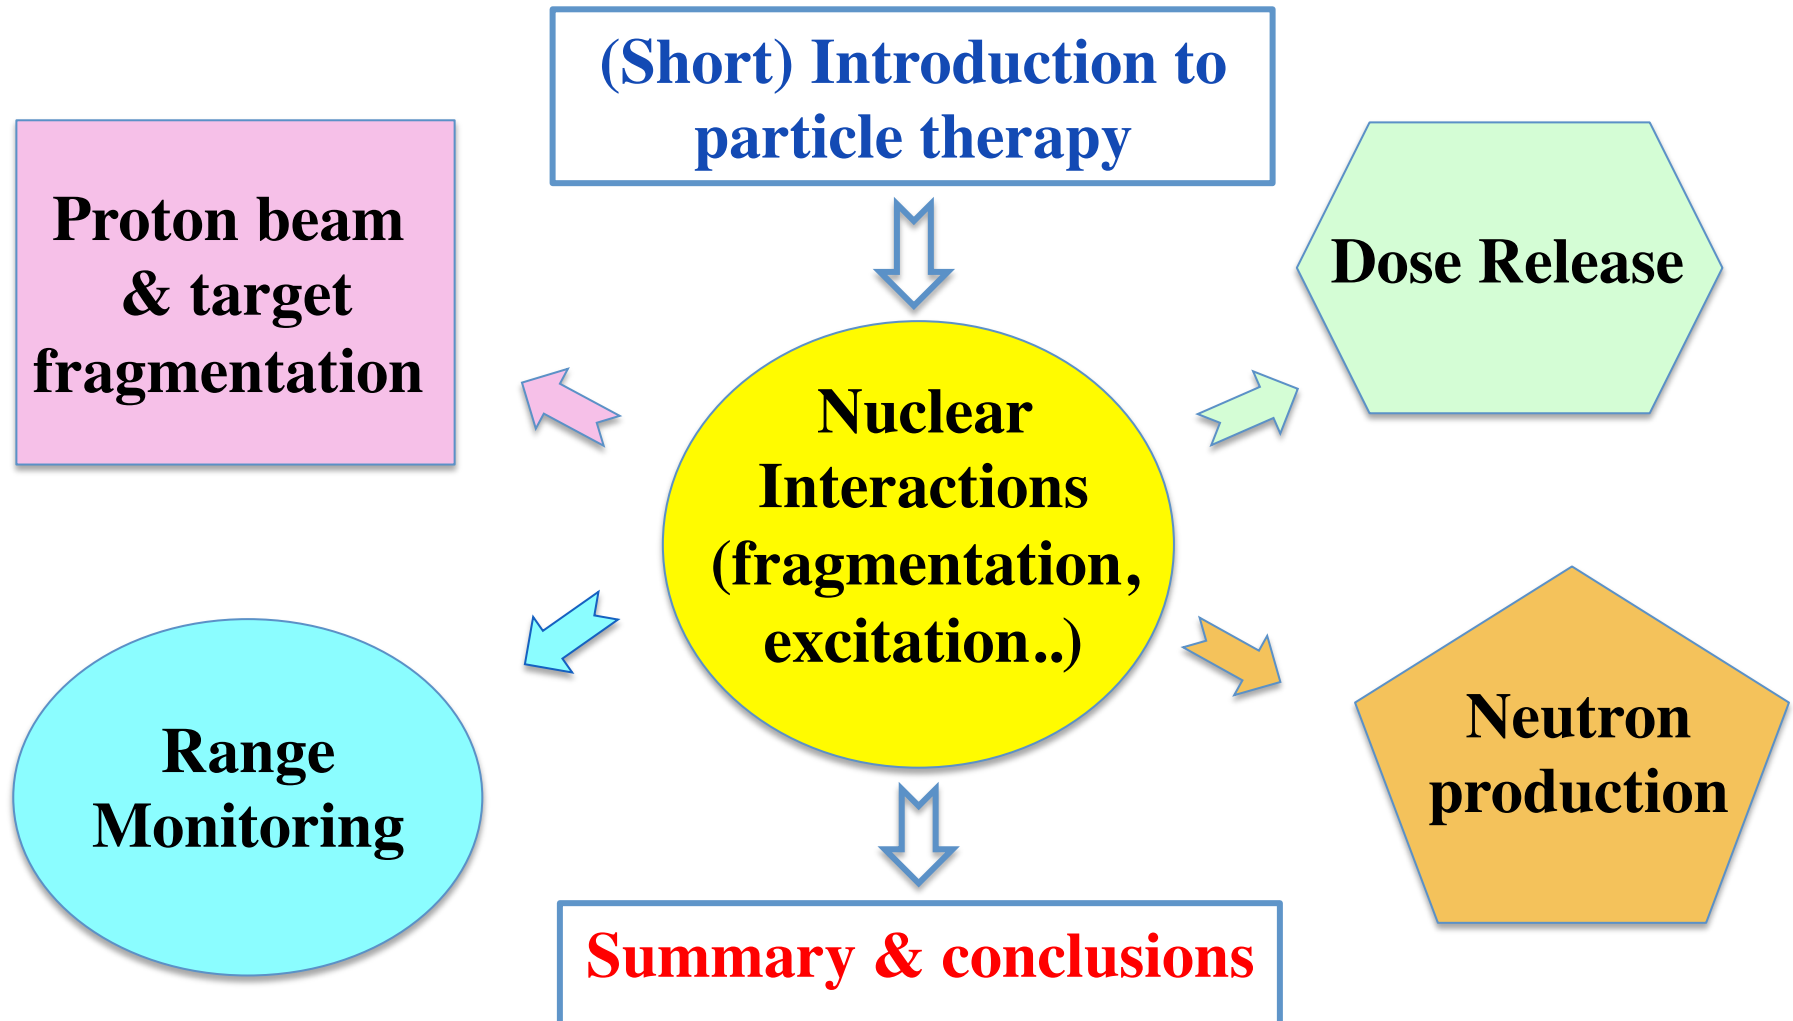 (Short) Introduction to
particle therapy
Proton beam
& target
fragmentation
Dose Release
Nuclear
Interactions
(fragmentation,
excitation..)
Range
Monitoring
Neutron
production
Summary & conclusions